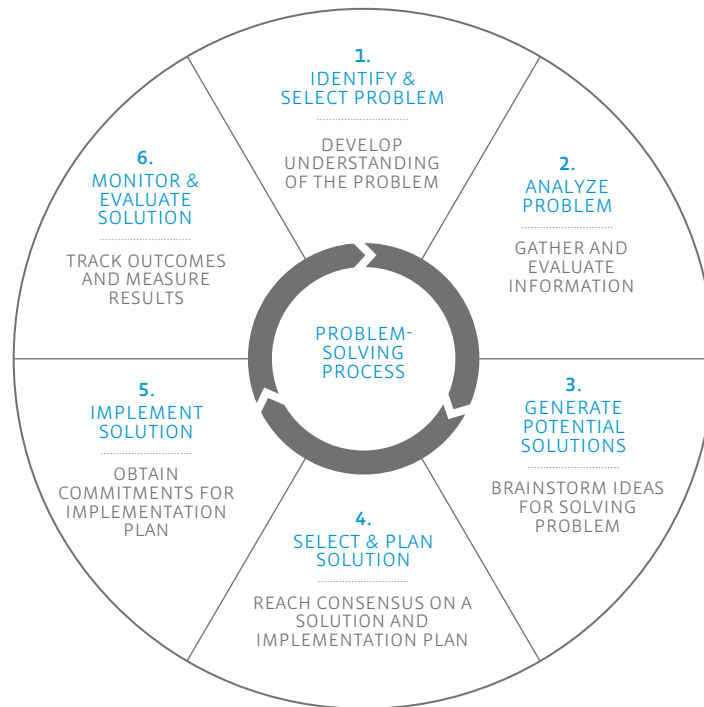 1.
IDENTIFY &
SELECT PROBLEM
DEVELOP
UNDERSTANDING
OF THE PROBLEM
2.
ANALYZE
PROBLEM
GATHER AND
EVALUATE
INFORMATION
3.
GENERATE
POTENTIAL
SOLUTIONS
BRAINSTORM IDEAS
FOR SOLVING
PROBLEM
4.
SELECT & PLAN
SOLUTION
REACH CONSENSUS ON A
SOLUTION AND
IMPLEMENTATION PLAN
5.
IMPLEMENT
SOLUTION
OBTAIN
COMMITMENTS FOR
IMPLEMENTATION
PLAN
6.
MONITOR &
EVALUATE
SOLUTION
TRACK OUTCOMES
AND MEASURE
RESULTS
PROBLEM-
SOLVING
PROCESS